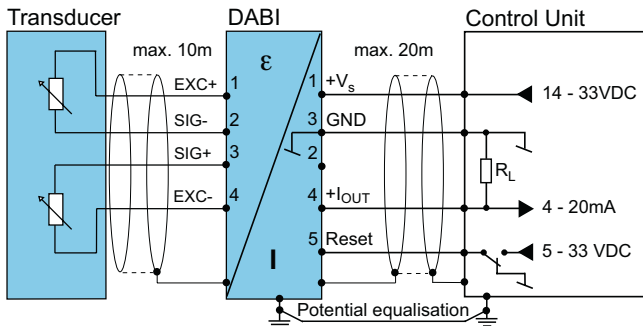 Transducer
DABI
Control Unit
max. 10m
max. 20m
ε
EXC+
1
1
+Vs
14 - 33VDC
SIG-
2
3
GND
SIG+
3
2
RL
EXC-
4
4
+IOUT
4 - 20mA
5
Reset
5 - 33 VDC
I
Potential equalisation